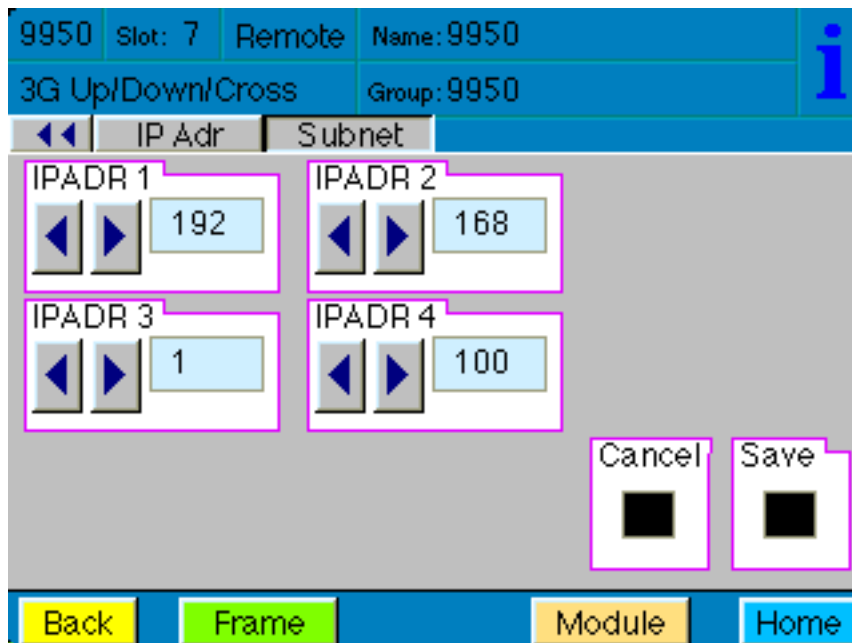 9950 Slot: 7 Remote Name: 9950
3G Up/Down/Cross Group: 9950
i
IP Adr Subnet
IPADR 1 IPADR 2
192 168
IPADR 3 IPADR 4
1 100
Cancel Save
Back Frame Module Home